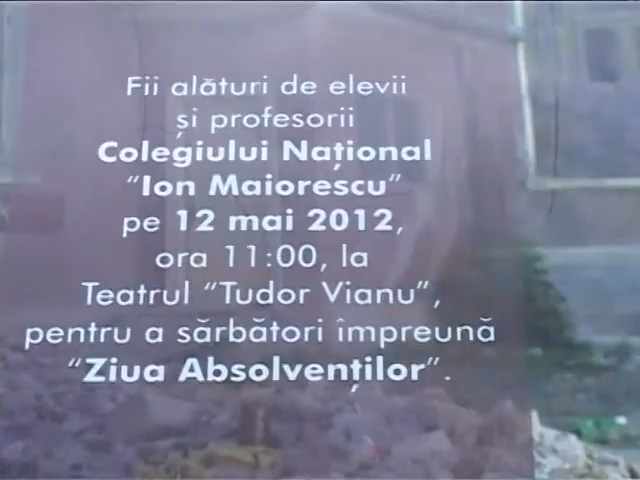 Fii alături de elevii
și profesorii
Colegiului Național
“Ion Maiorescu”
pe 12 mai 2012,
ora 11:00, la
Teatrul “Tudor Vianu”,
pentru a sărbători împreună
“Ziua Absolvenților”.